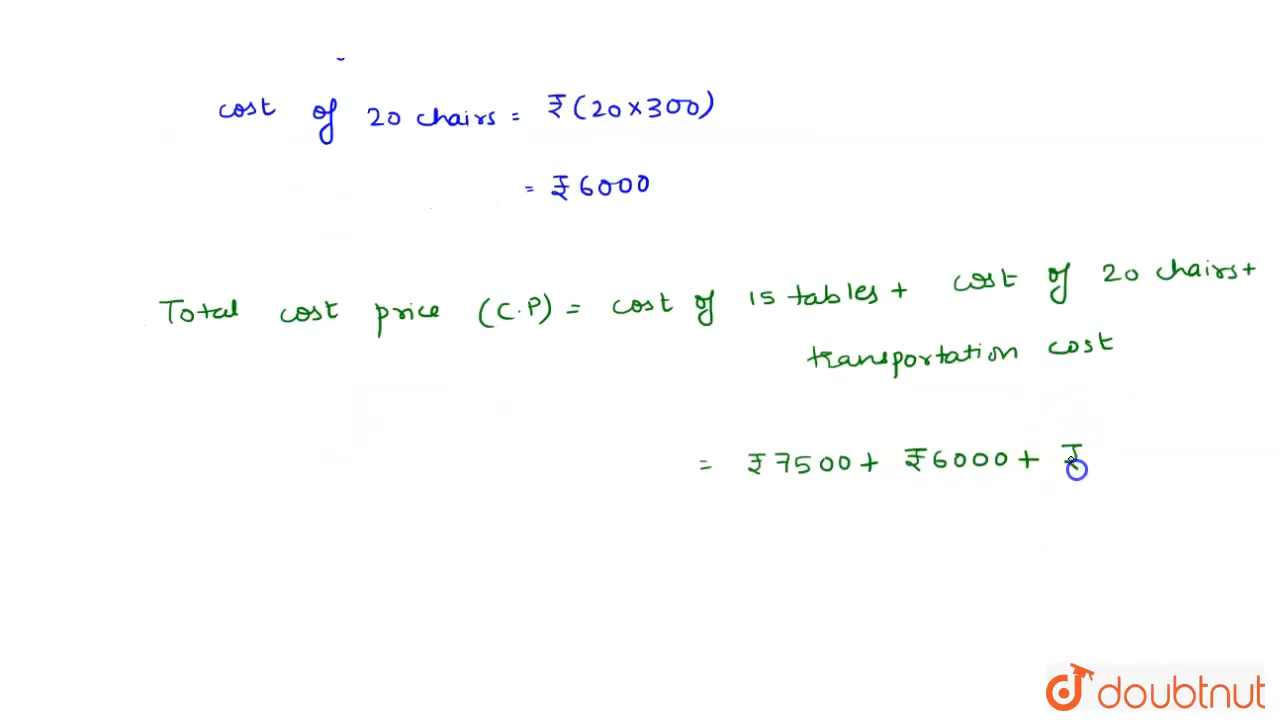 cost of 20 chairs = ₹(20×300)
= ₹6000
Total cost price (C.P) = cost of 15 tables + cost of 20 chairs +
transportation cost
= ₹7500 + ₹6000 + ₹
doubtnut